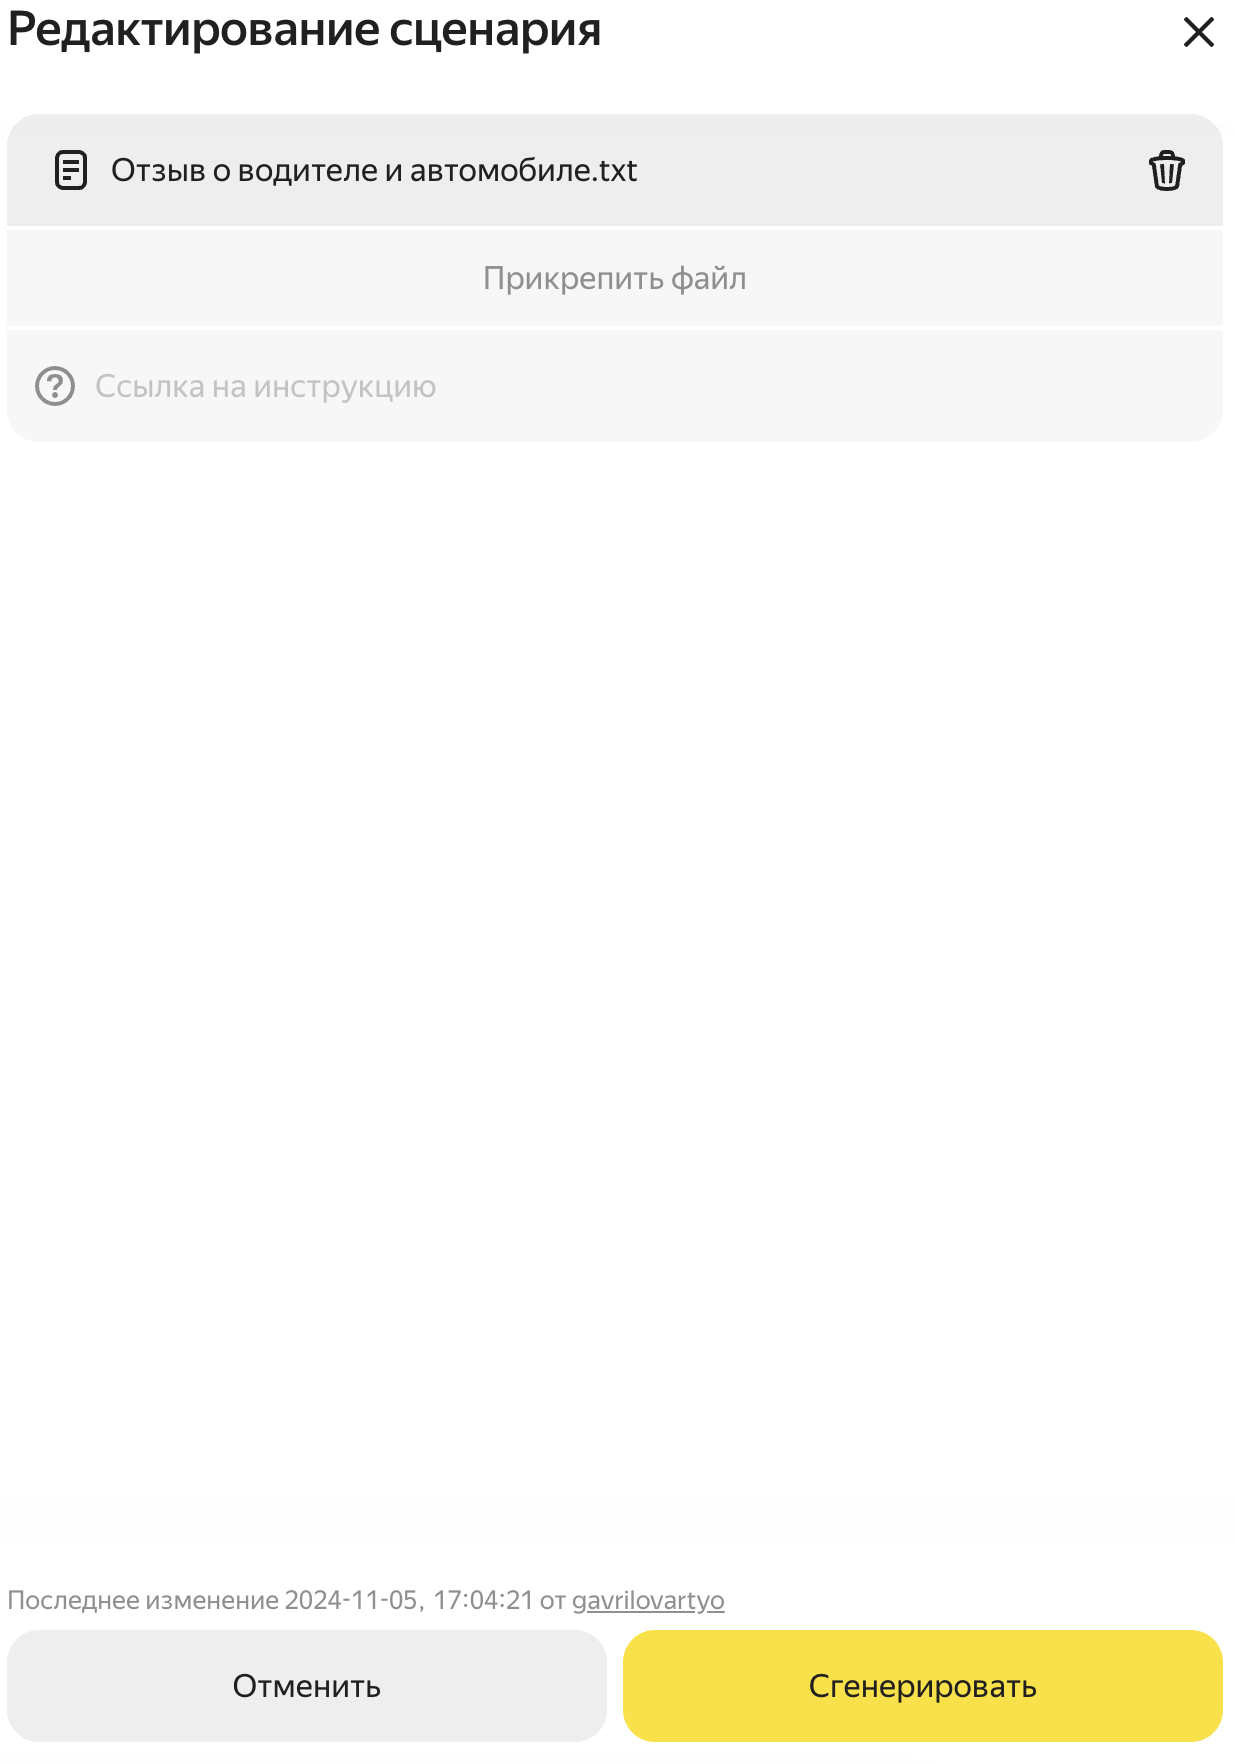 Редактирование сценария
Отзыв о водителе и автомобиле.txt
Прикрепить файл
Ссылка на инструкцию
Последнее изменение 2024-11-05, 17:04:21 от gavrilovartyo
Отменить
Сгенерировать